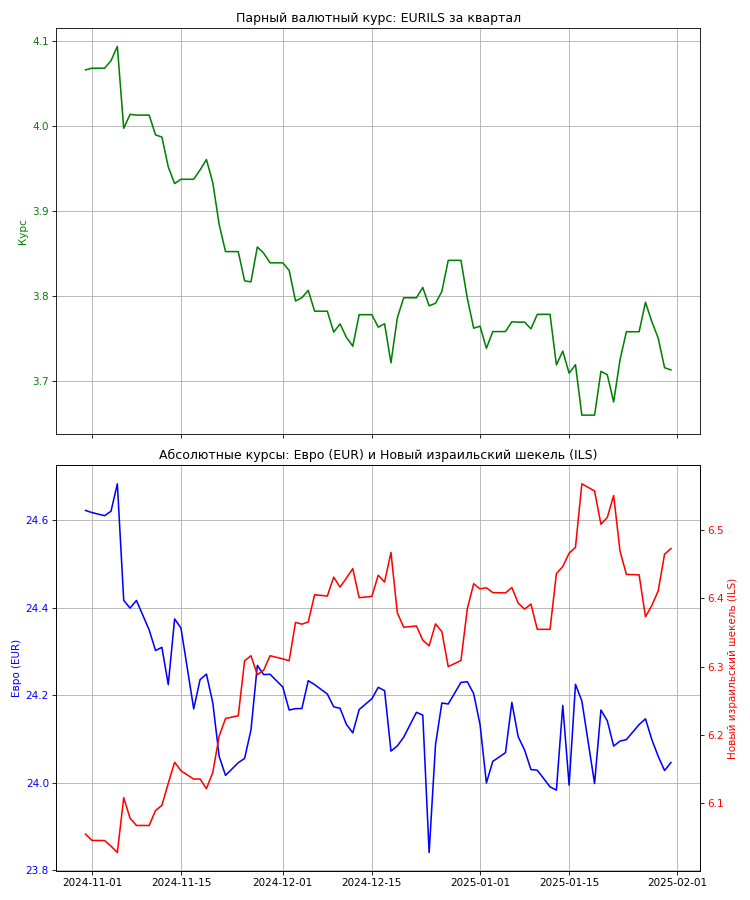 Парный валютный курс: EURILS за квартал
4.1
4.0
3.9
3.8
3.7
Курс
Абсолютные курсы: Евро (EUR) и Новый израильский шекель (ILS)
24.6
24.4
24.2
24.0
23.8
Евро (EUR)
6.5
6.4
6.3
6.2
6.1
Новый израильский шекель (ILS)
2024-11-01 2024-11-15 2024-12-01 2024-12-15 2025-01-01 2025-01-15 2025-02-01